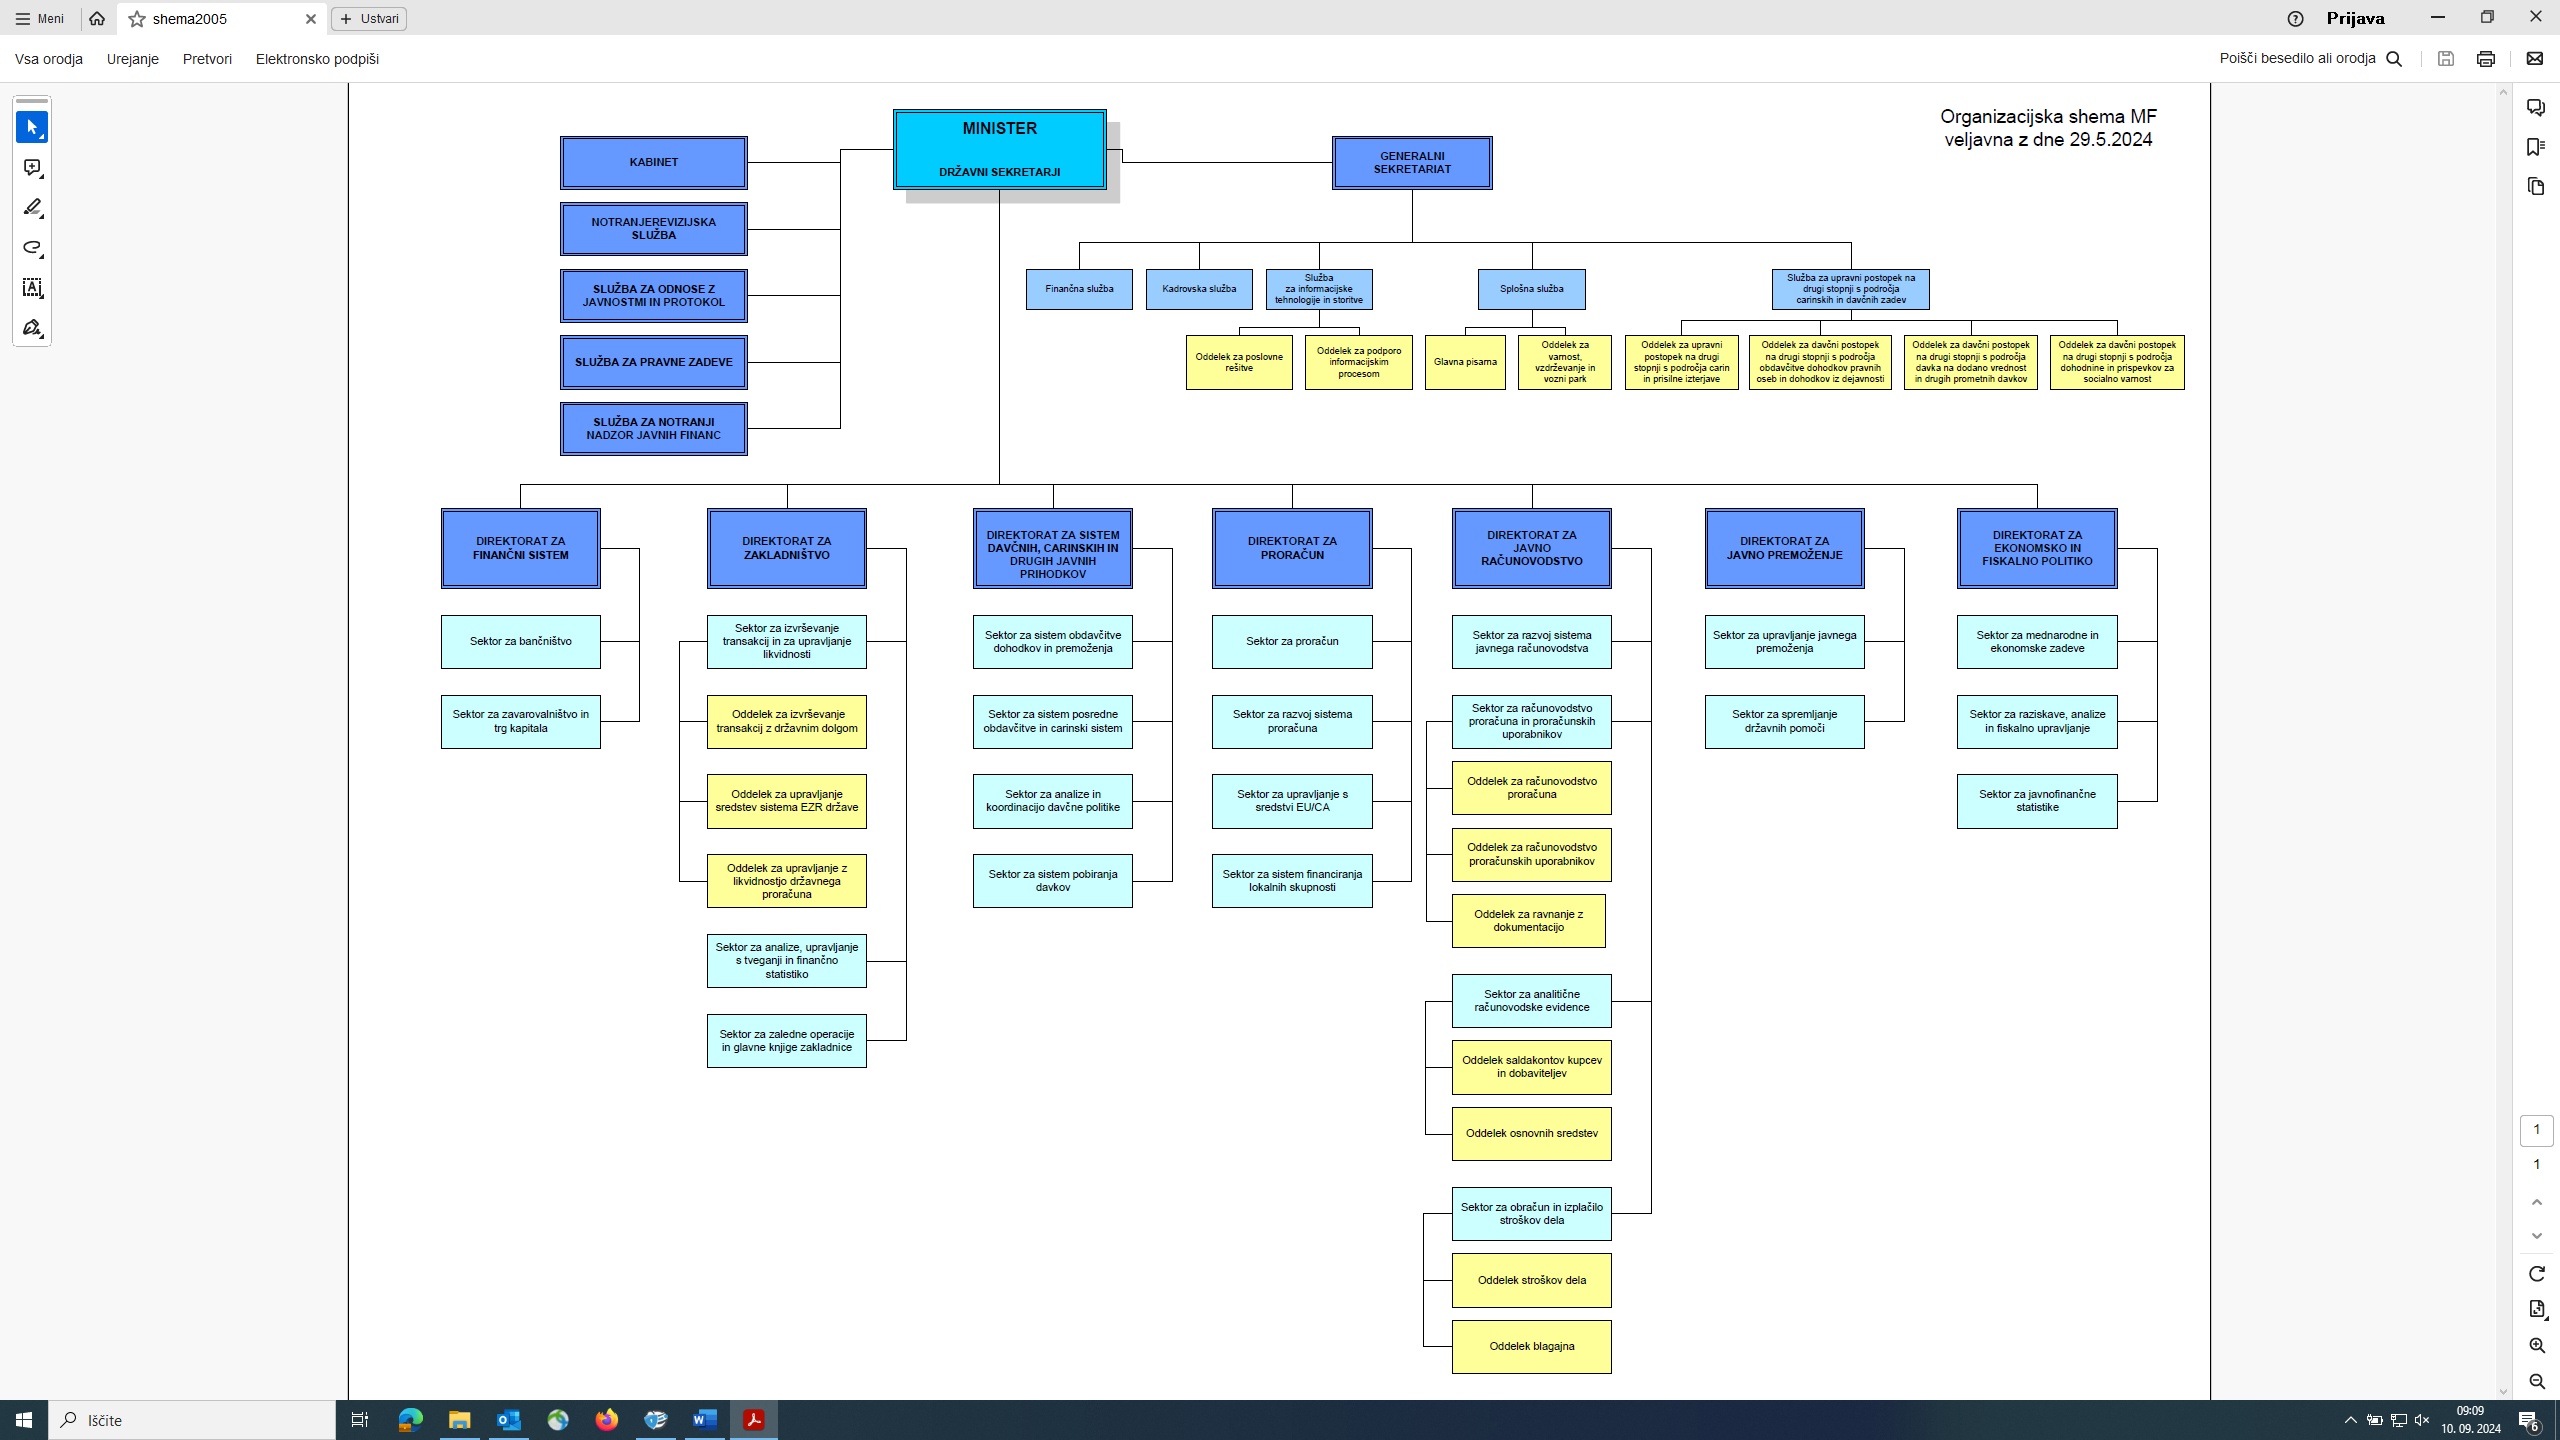 Meni
shema2005
Ustvari
Prijava
Vsa orodja
Urejanje
Pretvori
Elektronsko podpiši
Poišči besedilo ali orodja
Organizacijska shema MF
veljavna z dne 29.5.2024
MINISTER
DRŽAVNI SEKRETARJI
KABINET
NOTRANJEREVIZIJSKA
SLUŽBA
SLUŽBA ZA ODNOSE Z
JAVNOSTMI IN PROTOKOL
SLUŽBA ZA PRAVNE ZADEVE
SLUŽBA ZA NOTRANJI
NADZOR JAVNIH FINANC
GENERALNI
SEKRETARIAT
Finančna služba
Kadrovska služba
Služba
za informacijske
tehnologije in storitve
Splošna služba
Služba za upravni postopek na
drugi stopnji s področja
carinskih in davčnih zadev
Oddelek za poslovne
rešitve
Oddelek za podporo
informacijskim
procesom
Glavna pisarna
Oddelek za
varnost,
vzdrževanje in
vozni park
Oddelek za upravni
postopek na drugi
stopnji s področja carin
in prisilne izterjave
Oddelek za davčni postopek
na drugi stopnji s področja
obdavčitve dohodkov pravnih
oseb in dohodkov iz dejavnosti
Oddelek za davčni postopek
na drugi stopnji s področja
davka na dodano vrednost
in drugih prometnih davkov
Oddelek za davčni postopek
na drugi stopnji s področja
dohodnine in prispevkov za
socialno varnost
DIREKTORAT ZA
FINANČNI SISTEM
Sektor za bančništvo
Sektor za zavarovalništvo in
trg kapitala
DIREKTORAT ZA
ZAKLADNIŠTVO
Sektor za izvrševanje
transakcij in za upravljanje
likvidnosti
Oddelek za izvrševanje
transakcij z državnim dolgom
Oddelek za upravljanje
sredstev sistema EZR države
Oddelek za upravljanje z
likvidnostjo državnega
proračuna
Sektor za analize, upravljanje
s tveganji in finančno
statistiko
Sektor za zaledne operacije
in glavne knjige zakladnice
DIREKTORAT ZA SISTEM
DAVČNIH, CARINSKIH IN
DRUGIH JAVNIH
PRIHODKOV
Sektor za sistem obdavčitve
dohodkov in premoženja
Sektor za sistem posredne
obdavčitve in carinski sistem
Sektor za analize in
koordinacijo davčne politike
Sektor za sistem pobiranja
davkov
DIREKTORAT ZA
PRORAČUN
Sektor za proračun
Sektor za razvoj sistema
proračuna
Sektor za upravljanje s
sredstvi EU/CA
Sektor za sistem financiranja
lokalnih skupnosti
DIREKTORAT ZA
JAVNO
RAČUNOVODSTVO
Sektor za razvoj sistema
javnega računovodstva
Sektor za računovodstvo
proračuna in proračunskih
uporabnikov
Oddelek za računovodstvo
proračuna
Oddelek za računovodstvo
proračunskih uporabnikov
Oddelek za ravnanje z
dokumentacijo
Sektor za analitične
računovodske evidence
Oddelek saldakontov kupcev
in dobaviteljev
Oddelek osnovnih sredstev
Sektor za obračun in izplačilo
stroškov dela
Oddelek stroškov dela
Oddelek blagajna
DIREKTORAT ZA
JAVNO PREMOŽENJE
Sektor za upravljanje javnega
premoženja
Sektor za spremljanje
državnih pomoči
DIREKTORAT ZA
EKONOMSKO IN
FISKALNO POLITIKO
Sektor za mednarodne in
ekonomske zadeve
Sektor za raziskave, analize
in fiskalno upravljanje
Sektor za javnofinančne
statistike
1
1
Iščite
09:09
10. 09. 2024
6